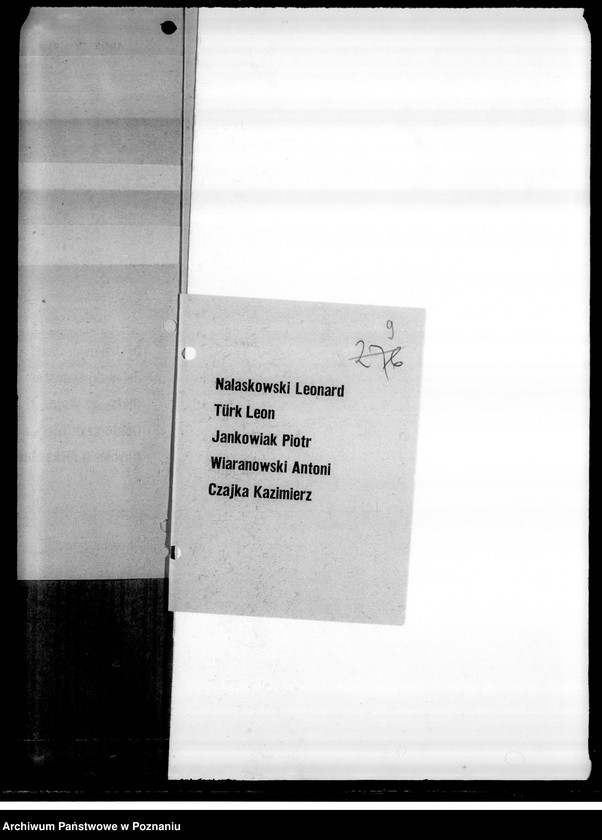 9
276
Nalaskowski Leonard
Türk Leon
Jankowiak Piotr
Wiaranowski Antoni
Czajka Kazimierz
Archiwum Państwowe w Poznaniu